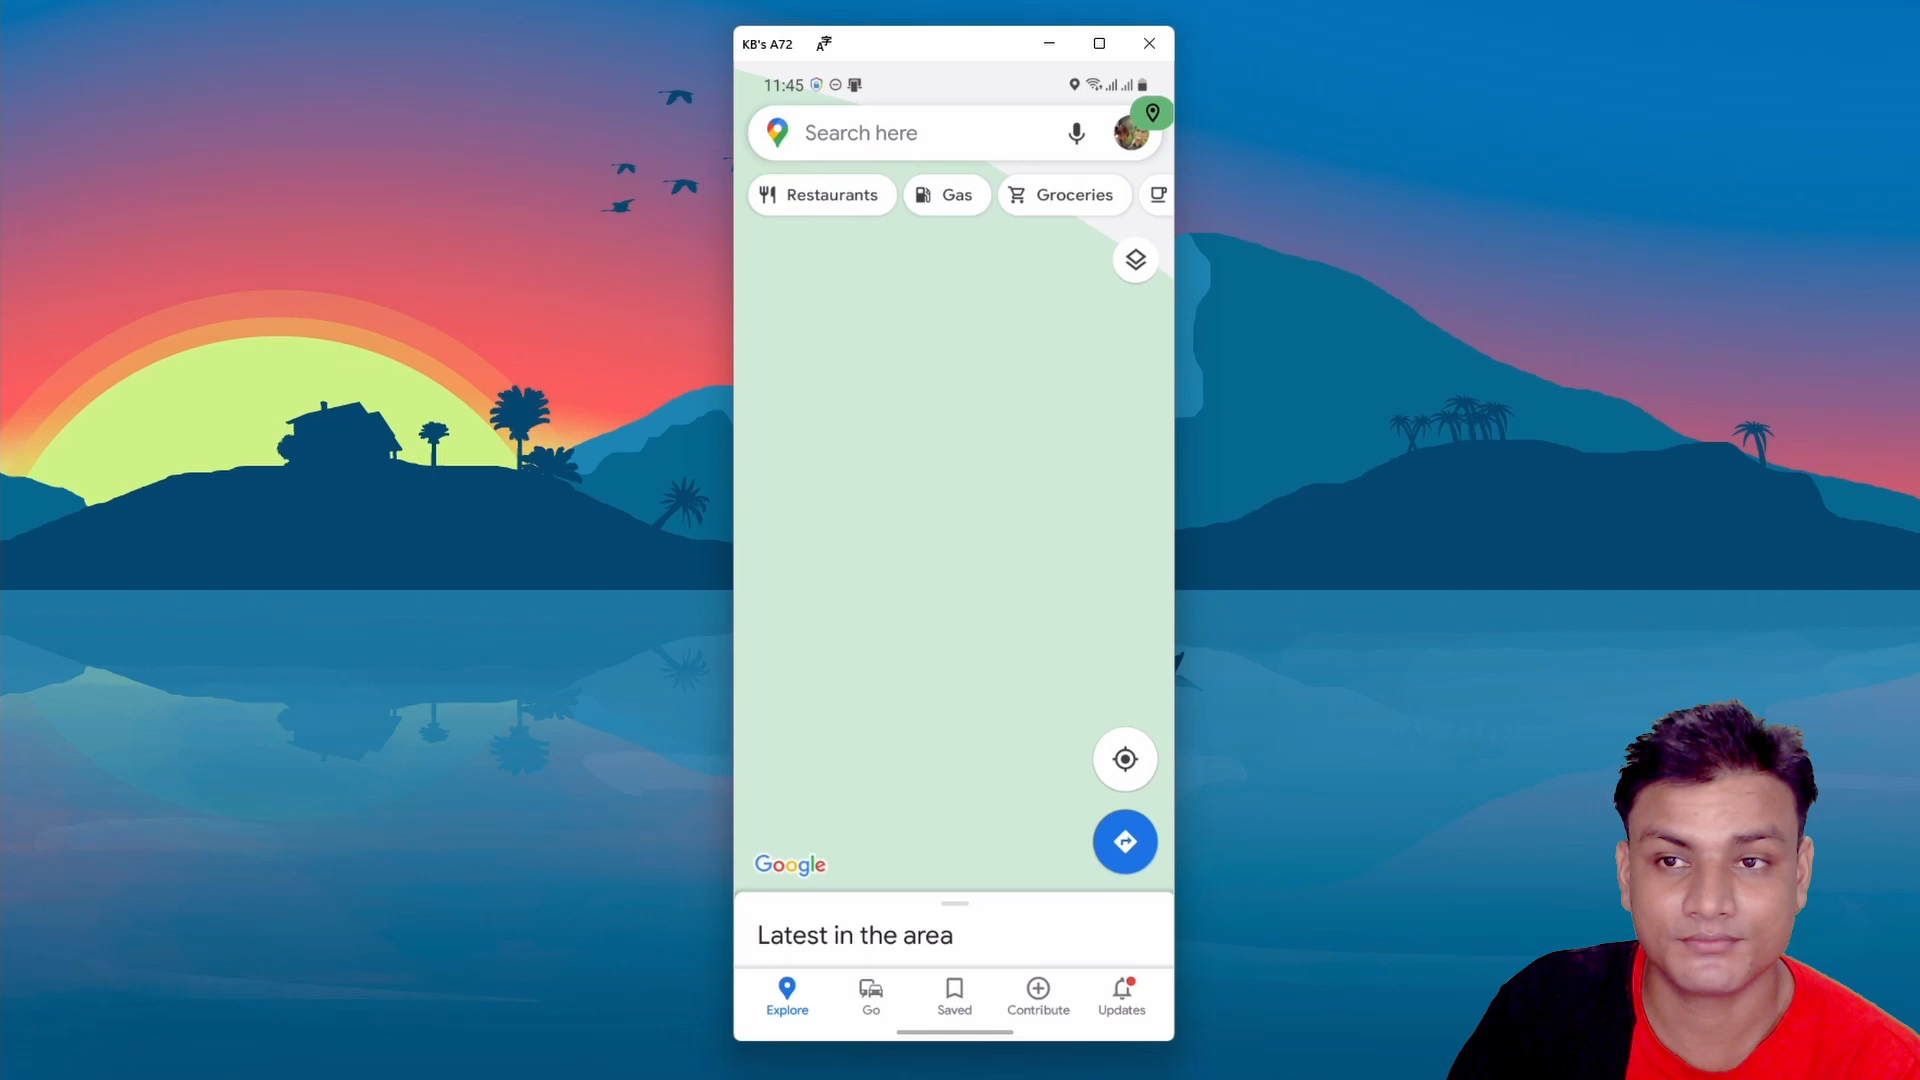 KB's A72
11:45
Search here
Restaurants
Gas
Groceries
Google
Latest in the area
Explore
Go
Saved
Contribute
Updates